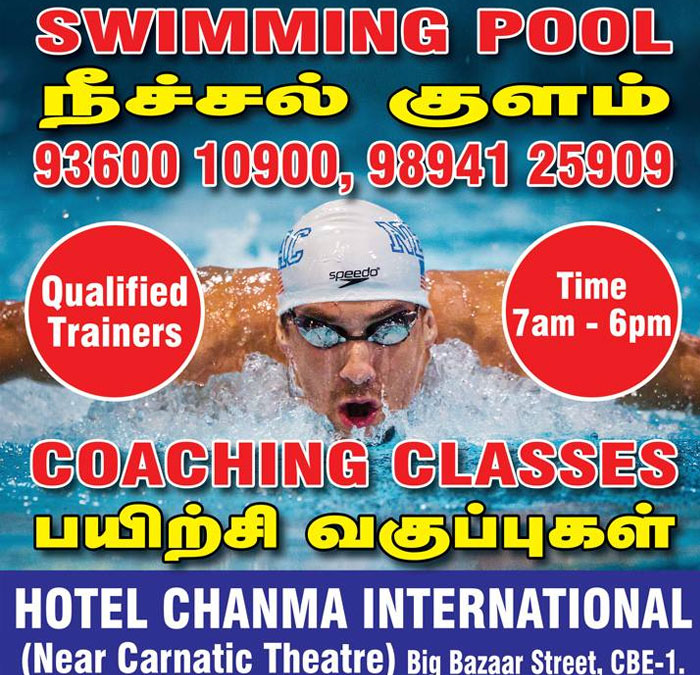 SWIMMING POOL
நீச்சல் குளம்
93600 10900, 98941 25909
speedo
Qualified
Trainers
Time
7am - 6pm
COACHING CLASSES
பயிற்சி வகுப்புகள்
HOTEL CHANMA INTERNATIONAL
(Near Carnatic Theatre) Big Bazaar Street, CBE-1.